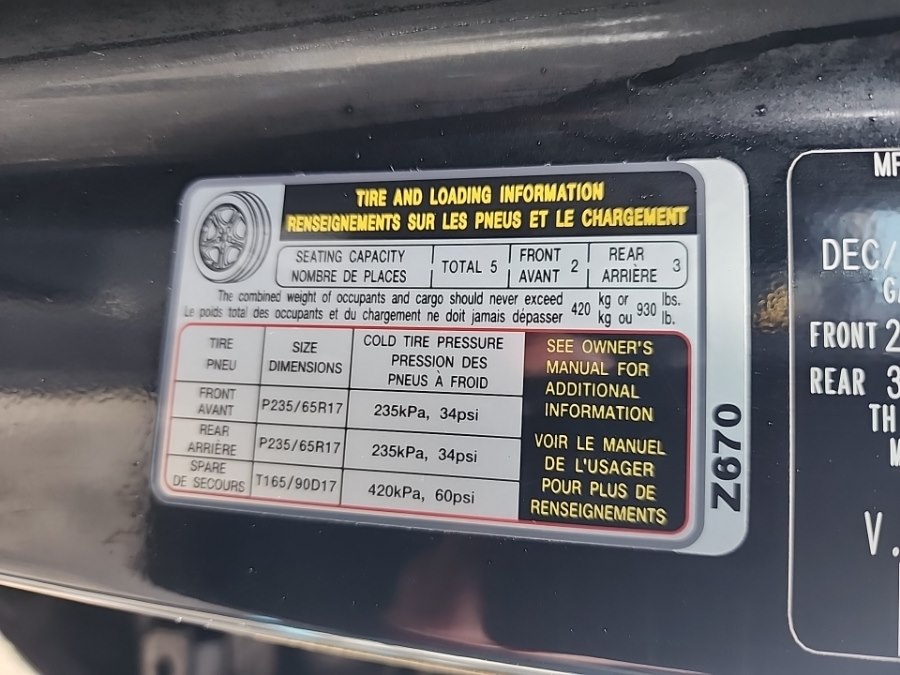 TIRE AND LOADING INFORMATION
RENSEIGNEMENTS SUR LES PNEUS ET LE CHARGEMENT
SEATING CAPACITY
NOMBRE DE PLACES
TOTAL 5
FRONT
AVANT 2
REAR
ARRIÈRE 3
The combined weight of occupants and cargo should never exceed 420 kg or 930 lbs.
Le poids total des occupants et du chargement ne doit jamais dépasser kg ou lb.
TIRE
PNEU
SIZE
DIMENSIONS
COLD TIRE PRESSURE
PRESSION DES
PNEUS À FROID
FRONT
AVANT
P235/65R17
235kPa, 34psi
REAR
ARRIÈRE
P235/65R17
235kPa, 34psi
SPARE
DE SECOURS
T165/90D17
420kPa, 60psi
SEE OWNER'S
MANUAL FOR
ADDITIONAL
INFORMATION
VOIR LE MANUEL
DE L'USAGER
POUR PLUS DE
RENSEIGNEMENTS
Z670
DEC/
FRONT 2
REAR 3
TH
V.